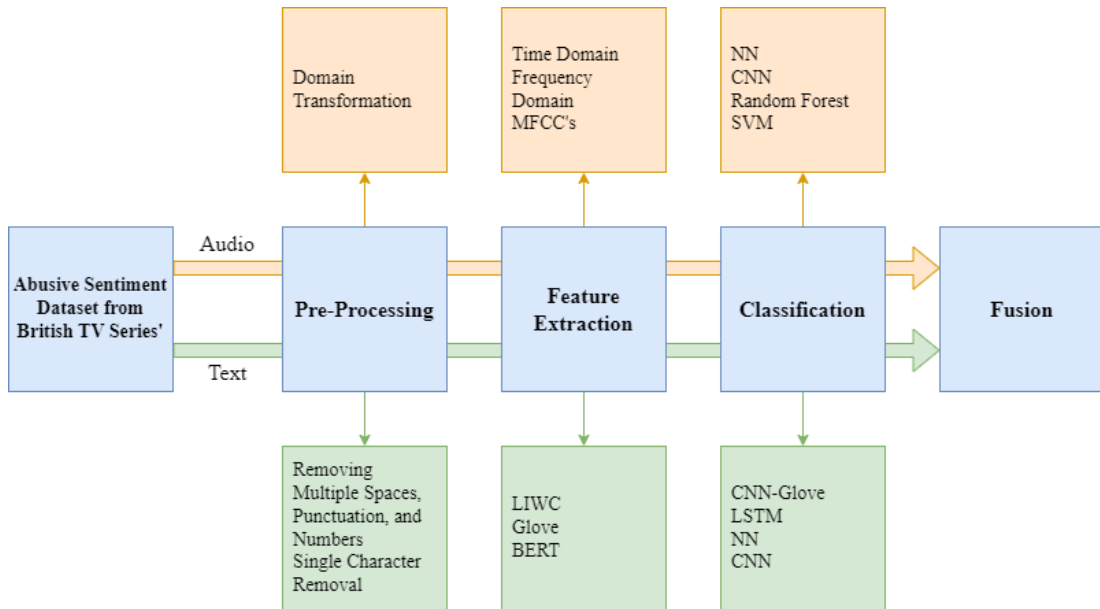 Domain
Transformation
Time Domain
Frequency
Domain
MFCC's
NN
CNN
Random Forest
SVM
Audio
Abusive Sentiment
Dataset from
British TV Series'
Text
Pre-Processing
Feature
Extraction
Classification
Fusion
Removing
Multiple Spaces,
Punctuation, and
Numbers
Single Character
Removal
LIWC
Glove
BERT
CNN-Glove
LSTM
NN
CNN